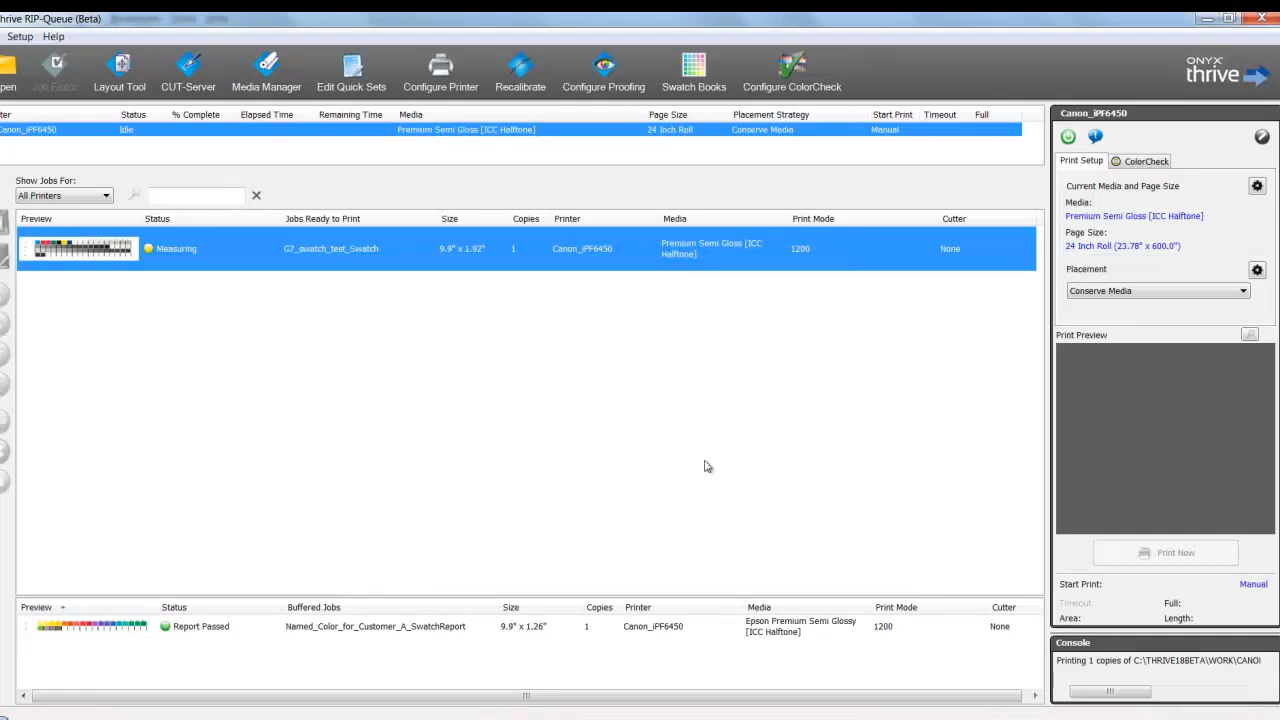 hrive RIP-Queue (Beta)
Setup Help
pen Job Editor Layout Tool CUT-Server Media Manager Edit Quick Sets Configure Printer Recalibrate Configure Proofing Swatch Books Configure ColorCheck
ONYX
thrive
ter Status % Complete Elapsed Time Remaining Time Media Page Size Placement Strategy Start Print Timeout Full
Canon_iPF6450 Idle Premium Semi Gloss [ICC Halftone] 24 Inch Roll Conserve Media Manual
Show Jobs For:
All Printers
Preview Status Jobs Ready to Print Size Copies Printer Media Print Mode Cutter
Measuring G7_swatch_test_Swatch 9.9" x 1.92" 1 Canon_iPF6450 Premium Semi Gloss [ICC 1200 None
Halftone]
Preview Status Buffered Jobs Size Copies Printer Media Print Mode Cutter
Report Passed Named_Color_for_Customer_A_SwatchReport 9.9" x 1.26" 1 Canon_iPF6450 Epson Premium Semi Glossy 1200 None
[ICC Halftone]
Canon_iPF6450
Print Setup ColorCheck
Current Media and Page Size
Media:
Premium Semi Gloss [ICC Halftone]
Page Size:
24 Inch Roll (23.78" x 600.0")
Placement
Conserve Media
Print Preview
Print Now
Start Print: Manual
Timeout Full:
Area: Length:
Console
Printing 1 copies of C:\THRIVE18BETA\WORK\CANO